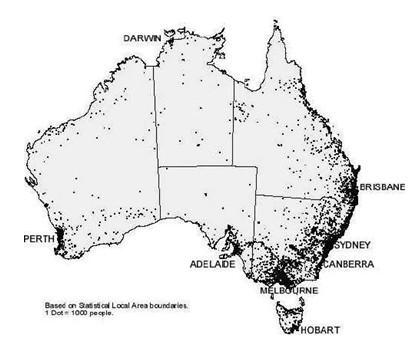 DARWIN
BRISBANE
PERTH
SYDNEY
ADELAIDE
CANBERRA
MELBOURNE
Based on Statistical Local Area boundaries.
1 Dot = 1000 people.
HOBART